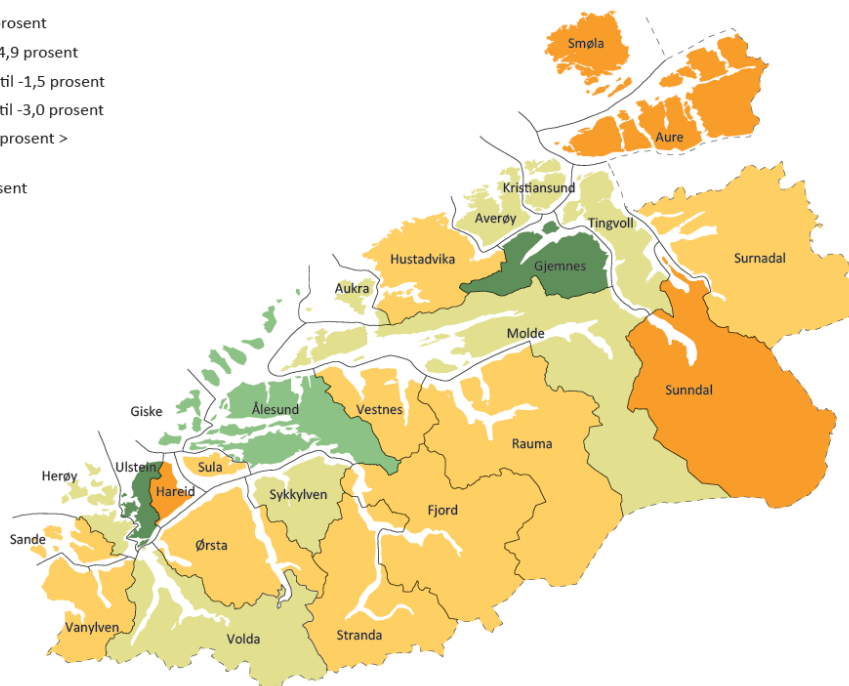 prosent
4,9 prosent
til -1,5 prosent
til -3,0 prosent
prosent >
sent
Smøla
Aure
Kristiansund
Averøy
Tingvoll
Hustadvika
Gjemnes
Surnadal
Aukra
Molde
Sunndal
Giske
Ålesund
Vestnes
Rauma
Ulstein
Sula
Herøy
Hareid
Sykkylven
Fjord
Sande
Ørsta
Vanylven
Volda
Stranda